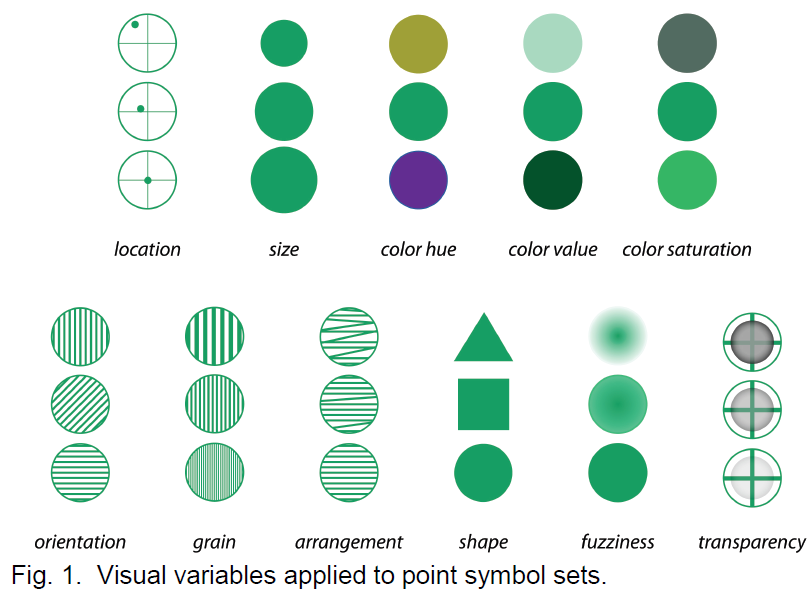 location size color hue color value color saturation
orientation grain arrangement shape fuzziness transparency
Fig. 1. Visual variables applied to point symbol sets.